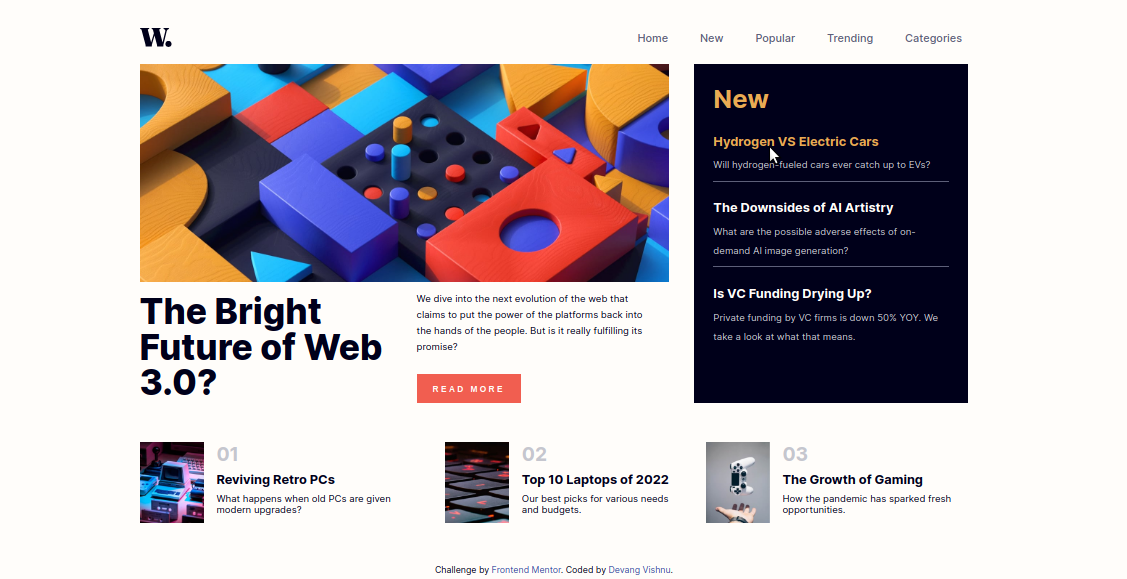 W.
Home New Popular Trending Categories
The Bright
Future of Web
3.0?
We dive into the next evolution of the web that
claims to put the power of the platforms back into
the hands of the people. But is it really fulfilling its
promise?
READ MORE
New
Hydrogen VS Electric Cars
Will hydrogen-fueled cars ever catch up to EVs?
The Downsides of AI Artistry
What are the possible adverse effects of on-
demand AI image generation?
Is VC Funding Drying Up?
Private funding by VC firms is down 50% YOY. We
take a look at what that means.
01
Reviving Retro PCs
What happens when old PCs are given
modern upgrades?
02
Top 10 Laptops of 2022
Our best picks for various needs
and budgets.
03
The Growth of Gaming
How the pandemic has sparked fresh
opportunities.
Challenge by Frontend Mentor. Coded by Devang Vishnu.